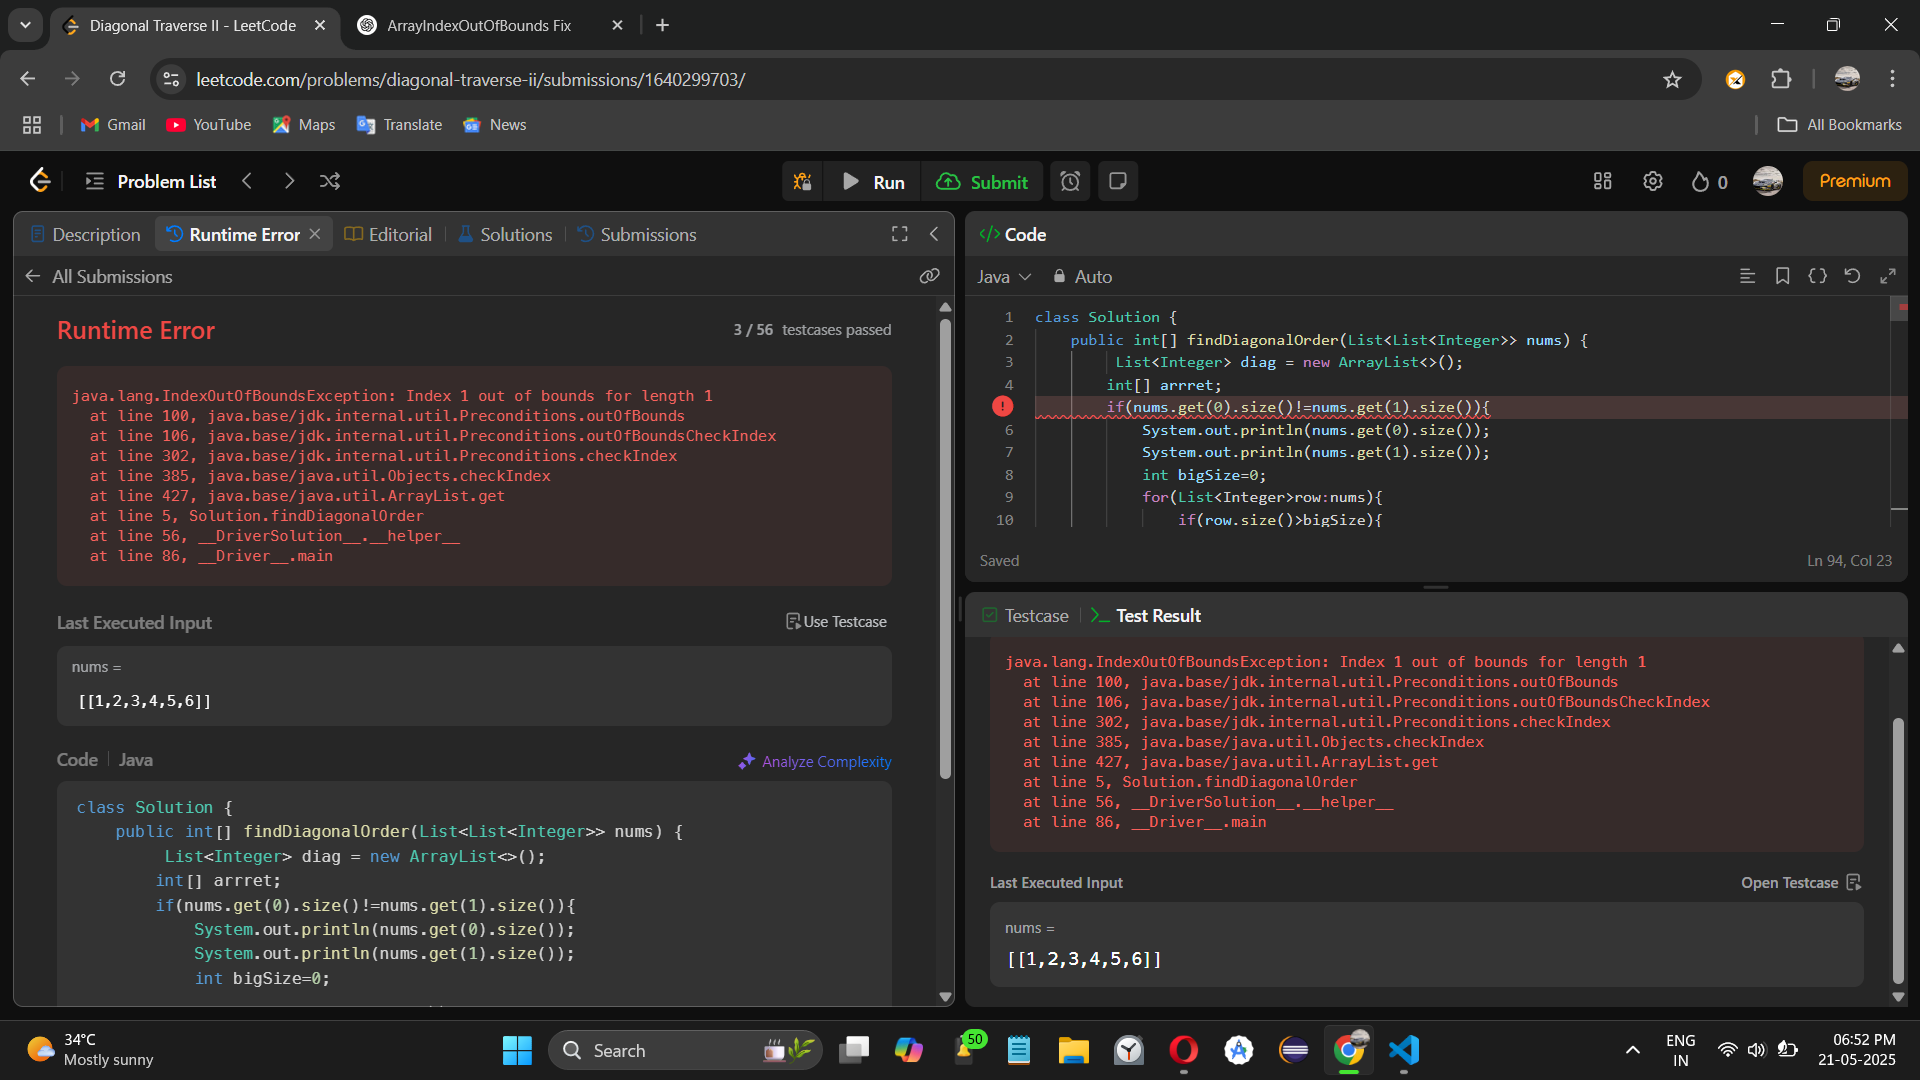 Diagonal Traverse II - LeetCode
ArrayIndexOutOfBounds Fix
leetcode.com/problems/diagonal-traverse-ii/submissions/1640299703/
Gmail YouTube Maps Translate News
All Bookmarks
Problem List
Run Submit
0 Premium
Description Runtime Error Editorial Solutions Submissions
All Submissions
Runtime Error
3 / 56 testcases passed
java.lang.IndexOutOfBoundsException: Index 1 out of bounds for length 1
at line 100, java.base/jdk.internal.util.Preconditions.outOfBounds
at line 106, java.base/jdk.internal.util.Preconditions.outOfBoundsCheckIndex
at line 302, java.base/jdk.internal.util.Preconditions.checkIndex
at line 385, java.base/java.util.Objects.checkIndex
at line 427, java.base/java.util.ArrayList.get
at line 5, Solution.findDiagonalOrder
at line 56, __DriverSolution__.__helper__
at line 86, __Driver__.main
Last Executed Input
Use Testcase
nums =
[[1,2,3,4,5,6]]
Code | Java
Analyze Complexity
class Solution {
public int[] findDiagonalOrder(List<List<Integer>> nums) {
List<Integer> diag = new ArrayList<>();
int[] arrret;
if(nums.get(0).size()!=nums.get(1).size()){
System.out.println(nums.get(0).size());
System.out.println(nums.get(1).size());
int bigSize=0;
Code
Java Auto
1 class Solution {
2 public int[] findDiagonalOrder(List<List<Integer>> nums) {
3 List<Integer> diag = new ArrayList<>();
4 int[] arrret;
if(nums.get(0).size()!=nums.get(1).size()){
6 System.out.println(nums.get(0).size());
7 System.out.println(nums.get(1).size());
8 int bigSize=0;
9 for(List<Integer>row:nums){
10 if(row.size()>bigSize){
Saved
Ln 94, Col 23
Testcase Test Result
java.lang.IndexOutOfBoundsException: Index 1 out of bounds for length 1
at line 100, java.base/jdk.internal.util.Preconditions.outOfBounds
at line 106, java.base/jdk.internal.util.Preconditions.outOfBoundsCheckIndex
at line 302, java.base/jdk.internal.util.Preconditions.checkIndex
at line 385, java.base/java.util.Objects.checkIndex
at line 427, java.base/java.util.ArrayList.get
at line 5, Solution.findDiagonalOrder
at line 56, __DriverSolution__.__helper__
at line 86, __Driver__.main
Last Executed Input
Open Testcase
nums =
[[1,2,3,4,5,6]]
34°C
Mostly sunny
Search
50
ENG
IN
06:52 PM
21-05-2025